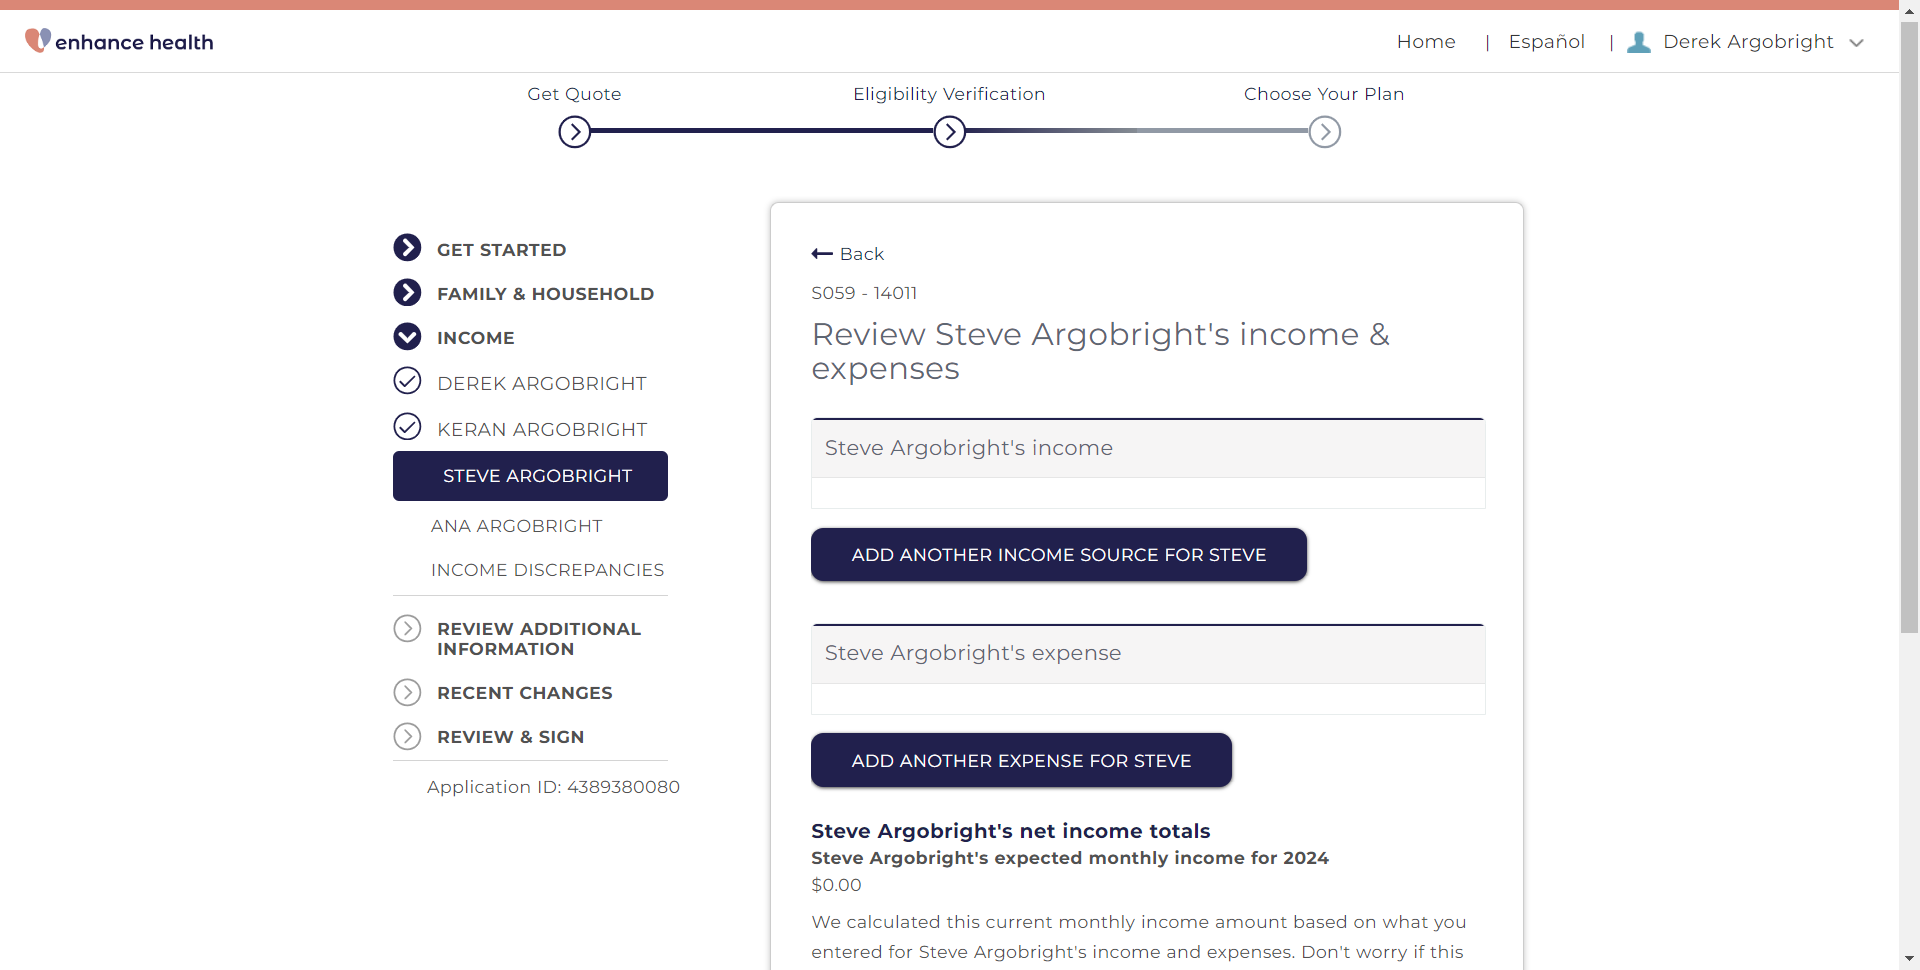 enhance health
Home | Español | Derek Argobright
Get Quote
Eligibility Verification
Choose Your Plan
GET STARTED
FAMILY & HOUSEHOLD
INCOME
DEREK ARGOBRIGHT
KERAN ARGOBRIGHT
STEVE ARGOBRIGHT
ANA ARGOBRIGHT
INCOME DISCREPANCIES
REVIEW ADDITIONAL
INFORMATION
RECENT CHANGES
REVIEW & SIGN
Application ID: 4389380080
Back
S059 - 14011
Review Steve Argobright's income &
expenses
Steve Argobright's income
ADD ANOTHER INCOME SOURCE FOR STEVE
Steve Argobright's expense
ADD ANOTHER EXPENSE FOR STEVE
Steve Argobright's net income totals
Steve Argobright's expected monthly income for 2024
$0.00
We calculated this current monthly income amount based on what you
entered for Steve Argobright's income and expenses. Don't worry if this